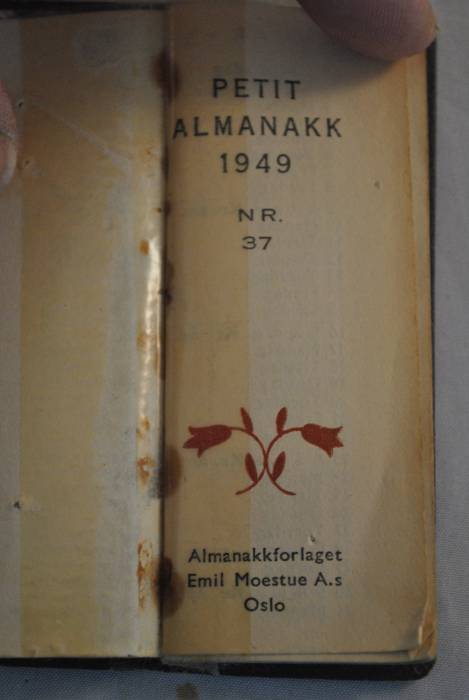 PETIT
ALMANAKK
1949
NR.
37
Almanakkforlaget
Emil Moestue A.s
Oslo